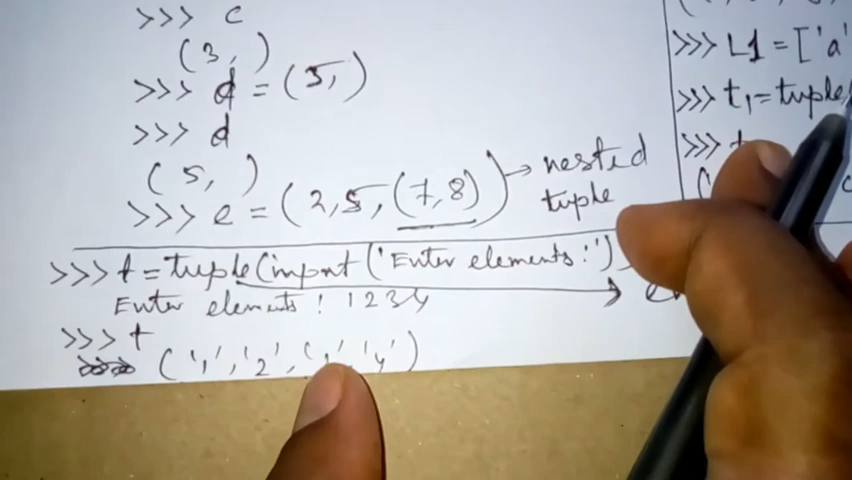 >>> c
(3, )
>>> d = (5,)
>>> d
(5, )
>>> e = (2,5,(7,8)) → nested
tuple
>>> t = tuple(input('Enter elements:')
Enter elements: 1234
>>> t
('1','2', '4')
>>> L1 = ['a'
>>> t1 = tuple
>>>